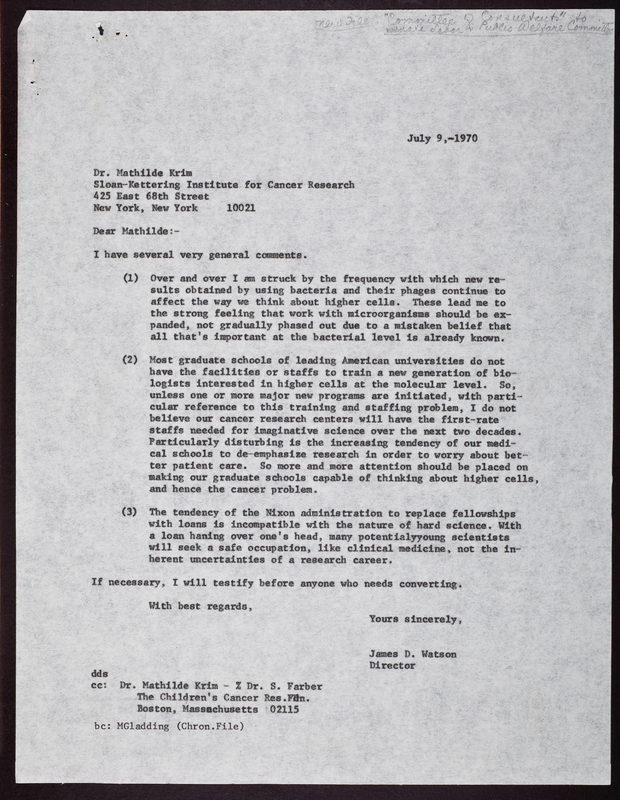 New File "Committee of Consultants" to
Senate Labor & Public Welfare Committee
July 9,-1970
Dr. Mathilde Krim
Sloan-Kettering Institute for Cancer Research
425 East 68th Street
New York, New York 10021
Dear Mathilde:-
I have several very general comments.
(1) Over and over I am struck by the frequency with which new re-
sults obtained by using bacteria and their phages continue to
affect the way we think about higher cells. These lead me to
the strong feeling that work with microorganisms should be ex-
panded, not gradually phased out due to a mistaken belief that
all that's important at the bacterial level is already known.
(2) Most graduate schools of leading American universities do not
have the facilities or staffs to train a new generation of bio-
logists interested in higher cells at the molecular level. So,
unless one or more major new programs are initiated, with parti-
cular reference to this training and staffing problem, I do not
believe our cancer research centers will have the first-rate
staffs needed for imaginative science over the next two decades.
Particularly disturbing is the increasing tendency of our medi-
cal schools to de-emphasize research in order to worry about bet-
ter patient care. So more and more attention should be placed on
making our graduate schools capable of thinking about higher cells,
and hence the cancer problem.
(3) The tendency of the Nixon administration to replace fellowships
with loans is incompatible with the nature of hard science. With
a loan haning over one's head, many potentialyyoung scientists
will seek a safe occupation, like clinical medicine, not the in-
herent uncertainties of a research career.
If necessary, I will testify before anyone who needs converting.
With best regards,
Yours sincerely,
James D. Watson
Director
dds
cc: Dr. Mathilde Krim - % Dr. S. Farber
The Children's Cancer Res.Fdn.
Boston, Massachusetts 02115
bc: MGladding (Chron.File)